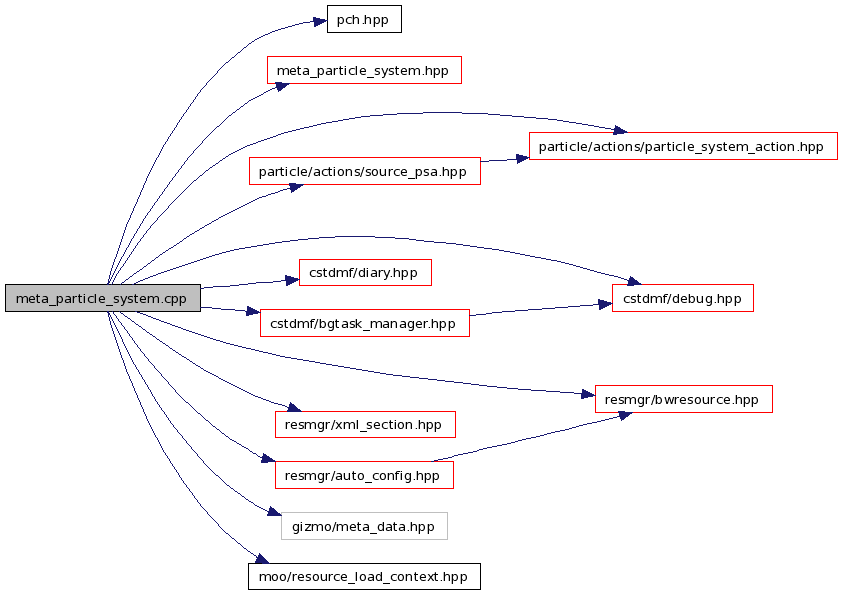 pch.hpp
meta_particle_system.hpp
particle/actions/particle_system_action.hpp
particle/actions/source_psa.hpp
cstdmf/diary.hpp
meta_particle_system.cpp
cstdmf/debug.hpp
cstdmf/bgtask_manager.hpp
resmgr/bwresource.hpp
resmgr/xml_section.hpp
resmgr/auto_config.hpp
gizmo/meta_data.hpp
moo/resource_load_context.hpp